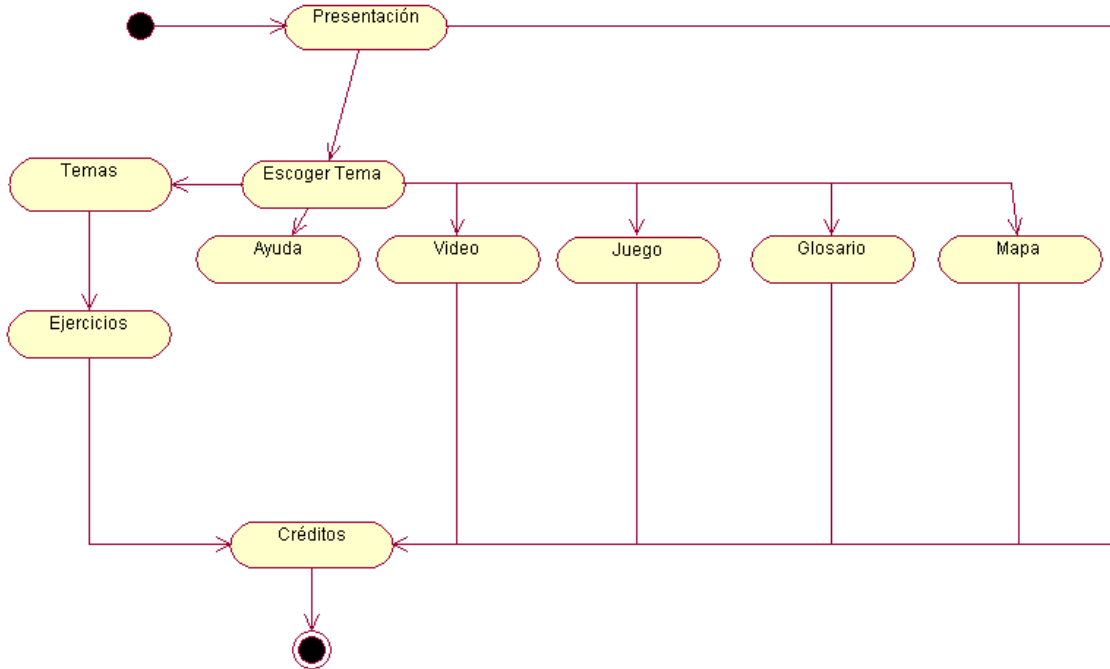 Presentación
Temas
Escoger Tema
Ayuda
Video
Juego
Glosario
Mapa
Ejercicios
Créditos